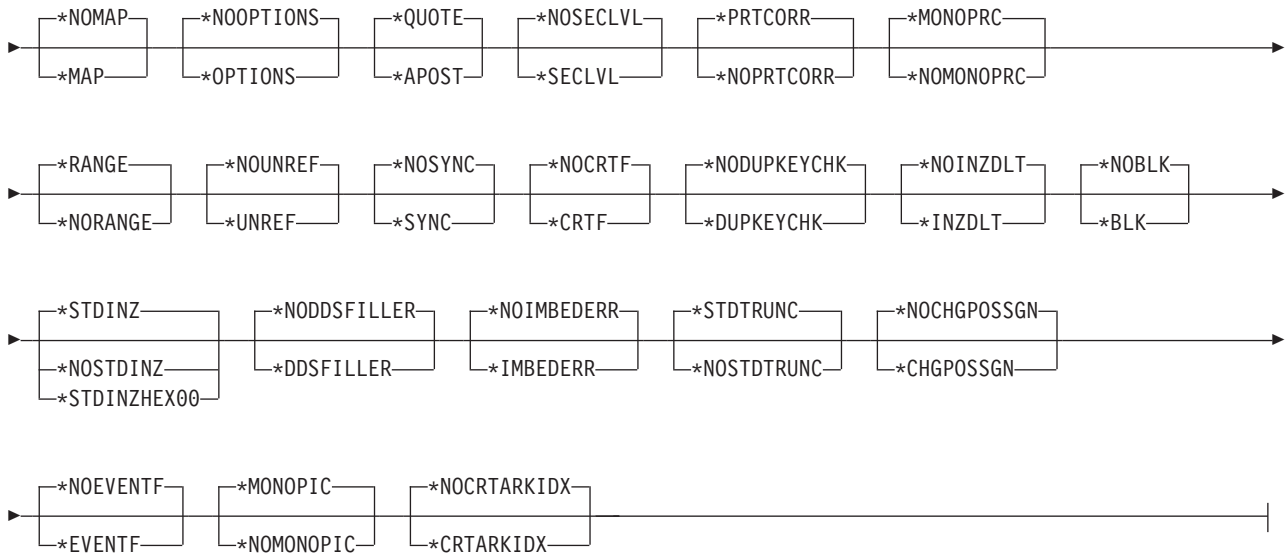 *NOMAP *NOOPTIONS *QUOTE *NOSECLVL *PRTCORR *MONOPRC
*MAP *OPTIONS *APOST *SECLVL *NOPRTCORR *NOMONOPRC
*RANGE *NOUNREF *NOSYNC *NOCRTF *NODUPKEYCHK *NOINZDLT *NOBLK
*NORANGE *UNREF *SYNC *CRTF *DUPKEYCHK *INZDLT *BLK
*STDINZ *NODDSFILLER *NOIMBEDERR *STDTRUNC *NOCHGPOSSGN
*NOSTDINZ *DDSFILLER *IMBEDERR *NOSTDTRUNC *CHGPOSSGN
*STDINZHEX00
*NOEVENTF *MONOPIC *NOCRTARKIDX
*EVENTF *NOMONOPIC *CRTARKIDX